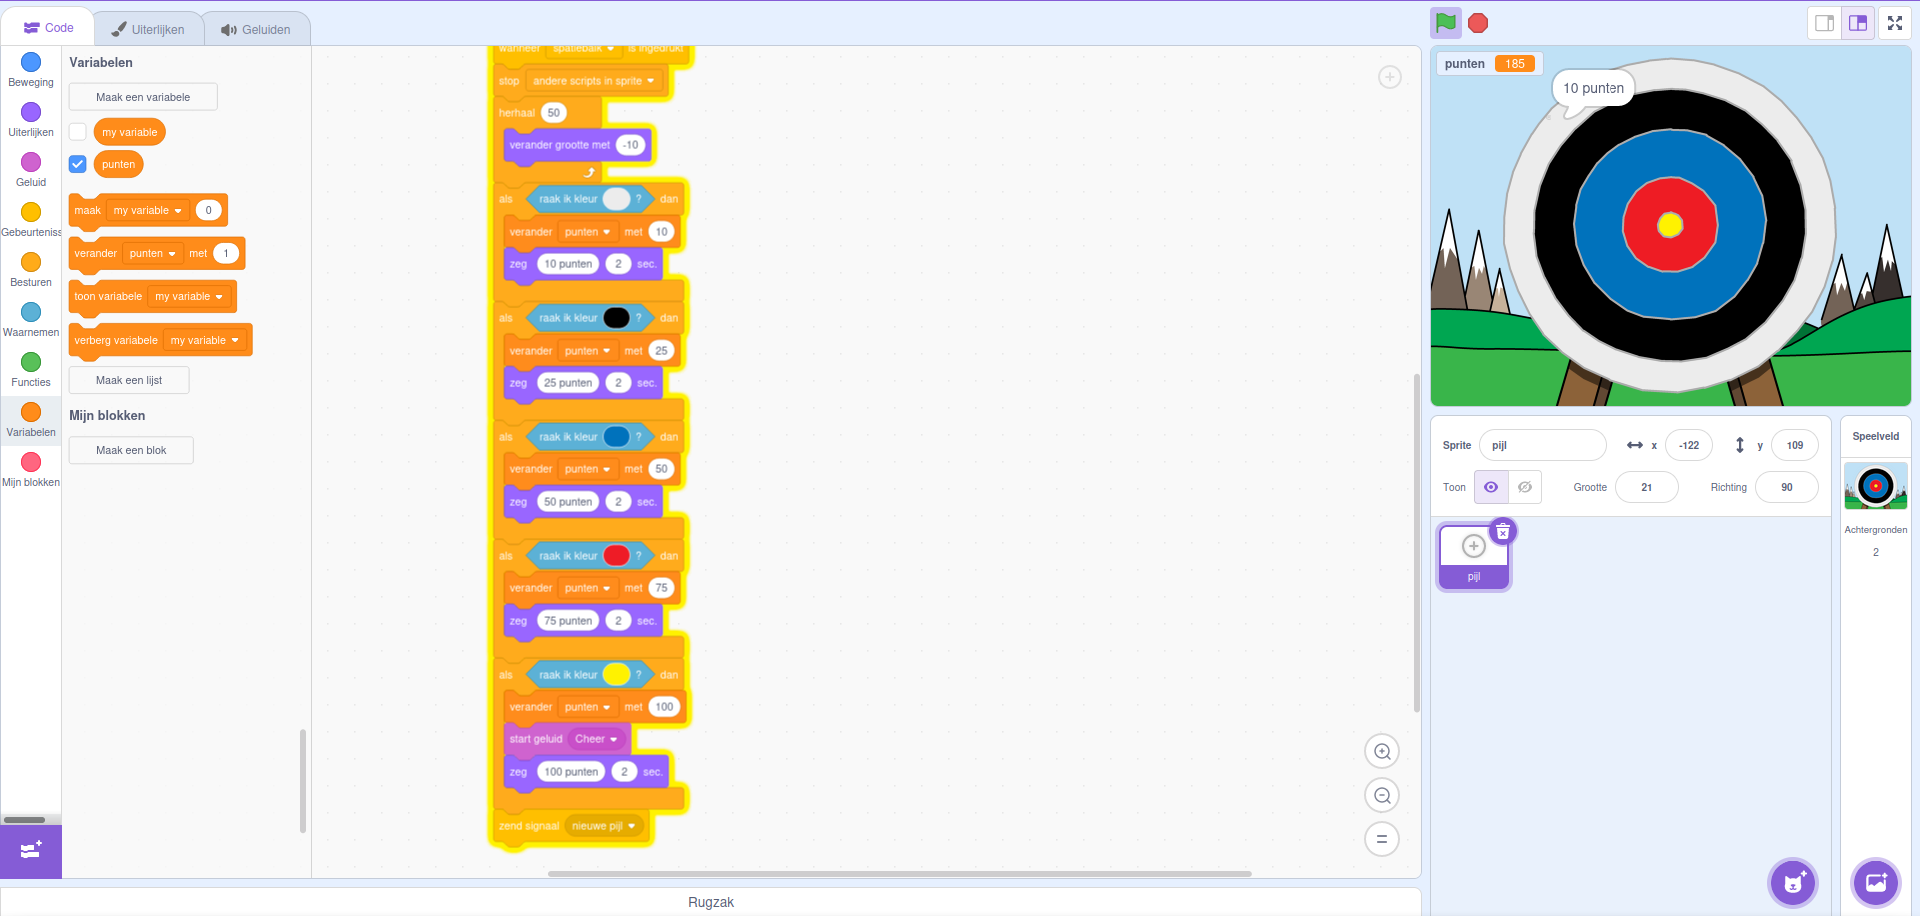 Code
Uiterlijken
Geluiden
Beweging
Uiterlijken
Geluid
Gebeurteniss
Besturen
Waarnemen
Functies
Variabelen
Mijn blokken
Variabelen
Maak een variabele
my variable
punten
maak my variable 0
verander punten met 1
toon variabele my variable
verberg variabele my variable
Maak een lijst
Mijn blokken
Maak een blok
wanneer spatiebalk is ingedrukt
stop andere scripts in sprite
herhaal 50
verander grootte met -10
als raak ik kleur ? dan
verander punten met 10
zeg 10 punten 2 sec.
als raak ik kleur ? dan
verander punten met 25
zeg 25 punten 2 sec.
als raak ik kleur ? dan
verander punten met 50
zeg 50 punten 2 sec.
als raak ik kleur ? dan
verander punten met 75
zeg 75 punten 2 sec.
als raak ik kleur ? dan
verander punten met 100
start geluid Cheer
zeg 100 punten 2 sec.
zend signaal nieuwe pijl
Rugzak
punten 185
10 punten
Sprite pijl x -122 y 109
Toon Grootte 21 Richting 90
pijl
Speelveld
Achtergronden
2